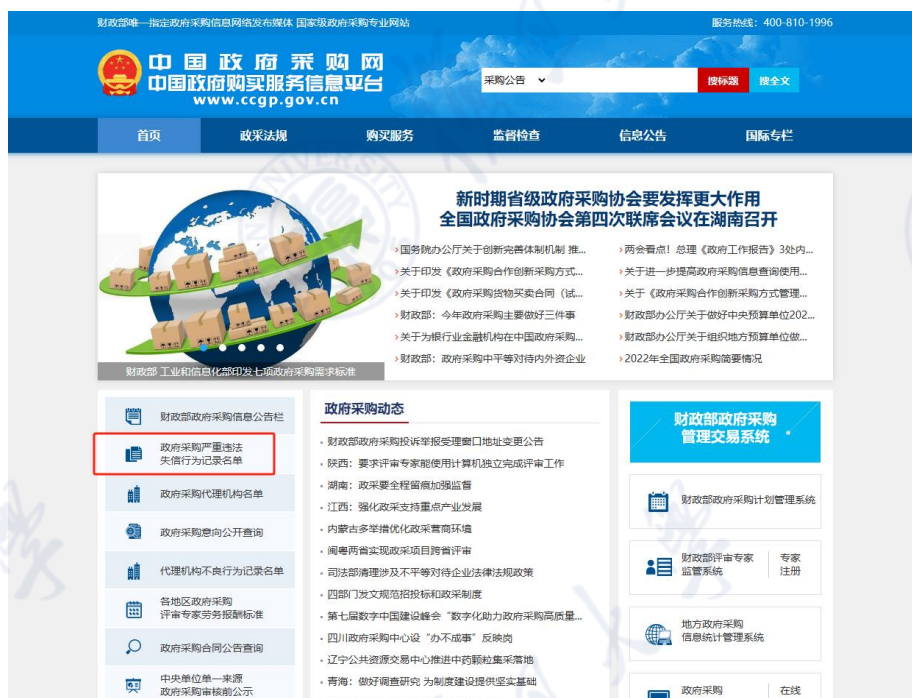 财政部唯一指定政府采购信息网络发布媒体 国家级政府采购专业网站
服务热线：400-810-1996
中国政府采购网
中国政府购买服务信息平台
www.ccgp.gov.cn
采购公告
搜标题
搜全文
首页
政采法规
购买服务
监督检查
信息公告
国际专栏
新时期省级政府采购协会要发挥更大作用
全国政府采购协会第四次联席会议在湖南召开
国务院办公厅关于创新完善体制机制 推...
关于印发《政府采购合作创新采购方式...
关于印发《政府采购货物买卖合同（试...
财政部：今年政府采购主要做好三件事
关于为银行业金融机构在中国政府采购...
财政部：政府采购中平等对待内外资企业
两会看点！总理《政府工作报告》3处内...
关于进一步提高政府采购信息查询使用...
关于《政府采购合作创新采购方式管理...
财政部办公厅关于做好中央预算单位202...
财政部办公厅关于组织地方预算单位做...
2022年全国政府采购简要情况
财政部 工业和信息化部印发七项政府采购需求标准
财政部政府采购信息公告栏
政府采购严重违法
失信行为记录名单
政府采购代理机构名单
政府采购意向公开查询
代理机构不良行为记录名单
各地区政府采购
评审专家劳务报酬标准
政府采购合同公告查询
中央单位单一来源
政府采购审核前公示
政府采购动态
财政部政府采购投诉举报受理窗口地址变更公告
陕西：要求评审专家能使用计算机独立完成评审工作
湖南：政采要全程留痕加强监督
江西：强化政采支持重点产业发展
内蒙古多举措优化政采营商环境
闽粤两省实现政采项目跨省评审
司法部清理涉及不平等对待企业法律法规政策
四部门发文规范招投标和政采制度
第七届数字中国建设峰会“数字化助力政府采购高质量...
四川政府采购中心设“办不成事”反映岗
辽宁公共资源交易中心推进中药颗粒集采落地
青海：做好调查研究 为制度建设提供坚实基础
财政部政府采购
管理交易系统
财政部政府采购计划管理系统
财政部评审专家
监管系统
专家
注册
地方政府采购
信息统计管理系统
政府采购
在线